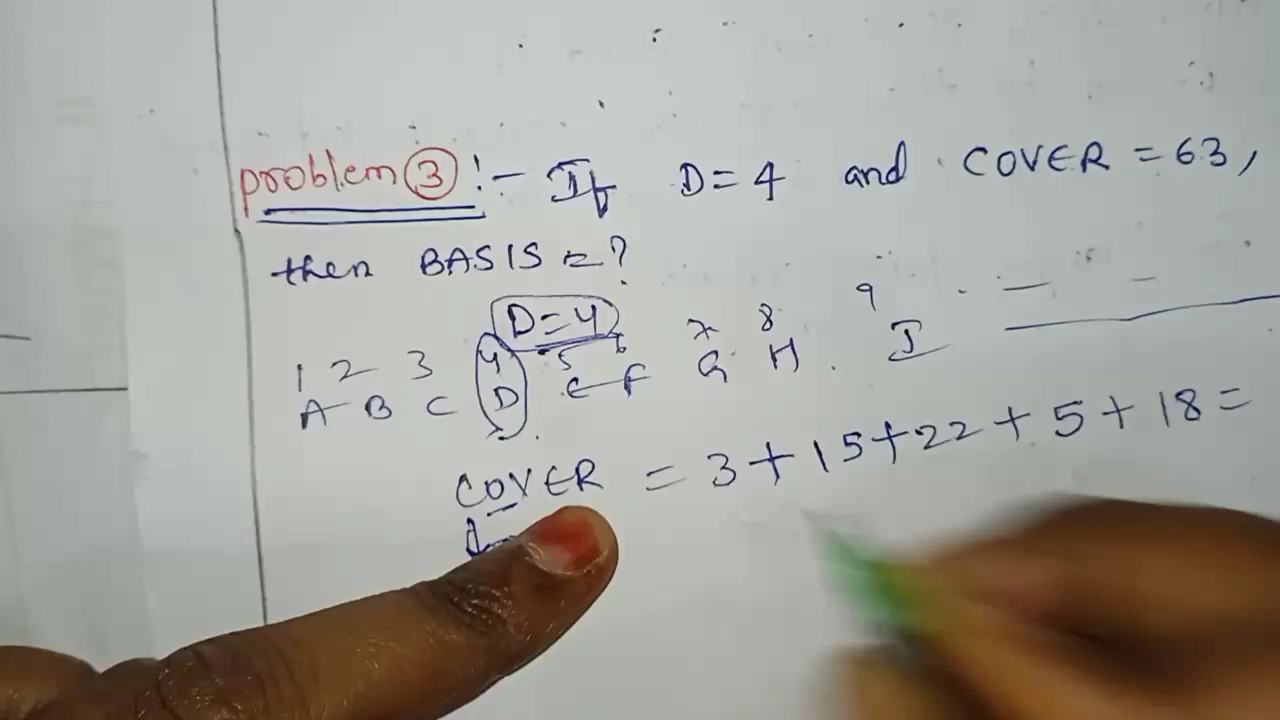 problem ③ :- If D=4 and COVER = 63,
then BASIS = ?
D=4
1 2 3 4 5 6 7 8 9 . — —
A B C D E F G H . I
COVER = 3+15+22+5+18=